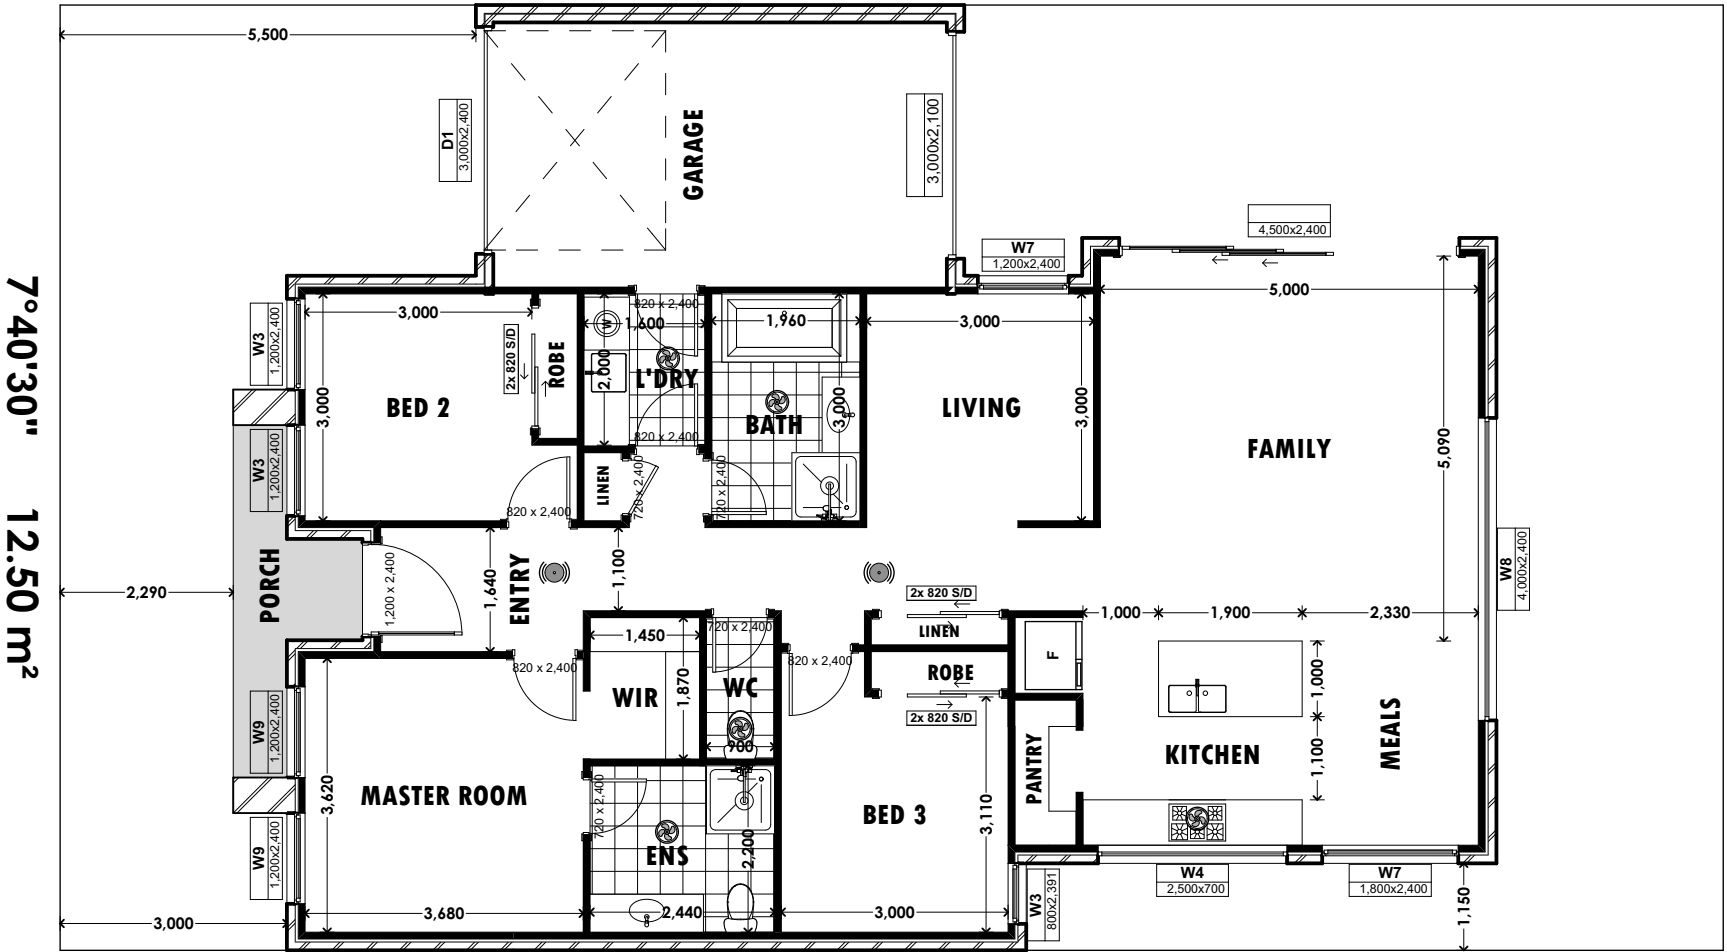 5,500
D1
3,000x2,400
GARAGE
3,000x2,100
W7
1,200x2,400
4,500x2,400
5,000
7°40'30" 12.50 m²
W3
1,200x2,400
3,000
3,000
BED 2
2x 820 S/D
ROBE
820 x 2,400
W
1,600
2,000
L'DRY
820 x 2,400
1,960
3,000
BATH
720 x 2,400
3,000
LIVING
3,000
FAMILY
5,090
W3
1,200x2,400
LINEN
720 x 2,400
820 x 2,400
2,290
PORCH
1,200 x 2,400
1,640
ENTRY
1,100
2x 820 S/D
LINEN
1,000
1,900
2,330
W8
4,000x2,400
820 x 2,400
1,450
WIR
1,870
720 x 2,400
WC
900
820 x 2,400
ROBE
2x 820 S/D
F
1,000
W9
1,200x2,400
MASTER ROOM
3,620
PANTRY
KITCHEN
1,100
MEALS
720 x 2,400
ENS
2,200
BED 3
3,110
W9
1,200x2,400
3,000
3,680
2,440
3,000
W3
800x2,391
W4
2,500x700
W7
1,800x2,400
1,150